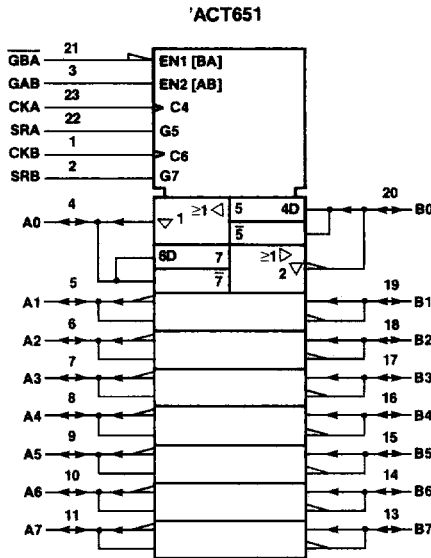 'ACT651
GBA 21 EN1 [BA]
GAB 3 EN2 [AB]
CKA 23 C4
SRA 22 G5
CKB 1 C6
SRB 2 G7
A0 4 1 ≥1 5 4D 20 B0
5
6D 7 ≥1
7 2
A1 5 19 B1
A2 6 18 B2
A3 7 17 B3
A4 8 16 B4
A5 9 15 B5
A6 10 14 B6
A7 11 13 B7